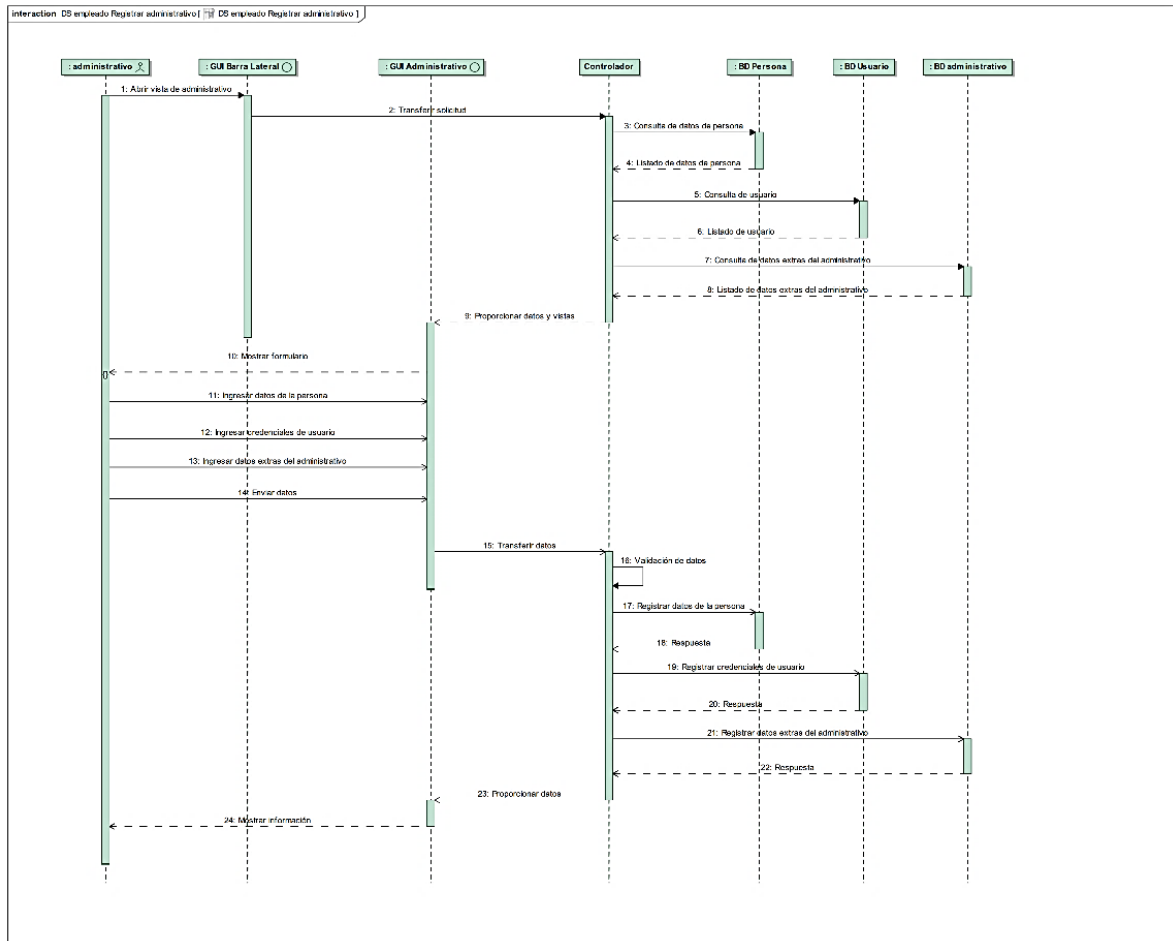 interaction DS empleado Registrar administrativo [ DS empleado Registrar administrativo ]
: administrativo
: GUI Barra Lateral
: GUI Administrativo
Controlador
: BD Persona
: BD Usuario
: BD administrativo
1: Abrir vista de administrativo
2: Transferir solicitud
3: Consulta de datos de persona
4: Listado de datos de persona
5: Consulta de usuario
6: Listado de usuario
7: Consulta de datos extras del administrativo
8: Listado de datos extras del administrativo
9: Proporcionar datos y vistas
10: Mostrar formulario
11: Ingresar datos de la persona
12: Ingresar credenciales de usuario
13: Ingresar datos extras del administrativo
14: Enviar datos
15: Transferir datos
16: Validación de datos
17: Registrar datos de la persona
18: Respuesta
19: Registrar credenciales de usuario
20: Respuesta
21: Registrar datos extras del administrativo
22: Respuesta
23: Proporcionar datos
24: Mostrar información